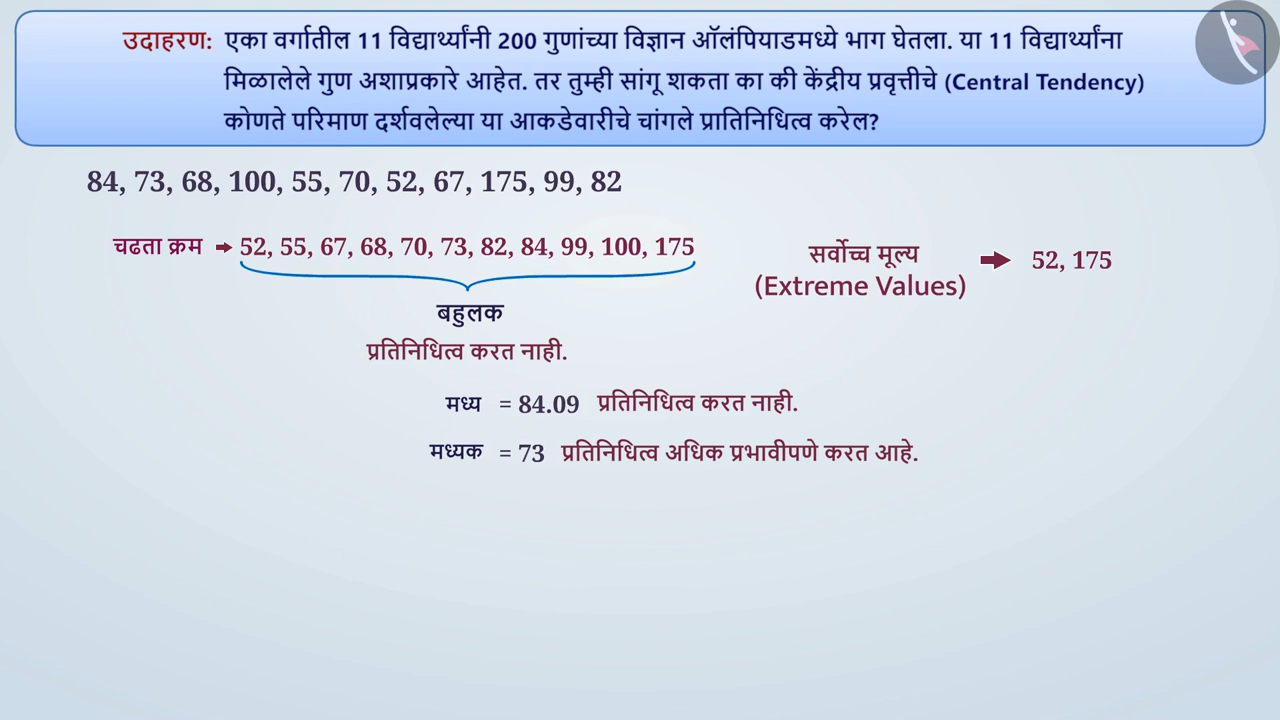 उदाहरण: एका वर्गातील 11 विद्यार्थ्यांनी 200 गुणांच्या विज्ञान ऑलंपियाडमध्ये भाग घेतला. या 11 विद्यार्थ्यांना
मिळालेले गुण अशाप्रकारे आहेत. तर तुम्ही सांगू शकता का की केंद्रीय प्रवृत्तीचे (Central Tendency)
कोणते परिमाण दर्शवलेल्या या आकडेवारीचे चांगले प्रातिनिधित्व करेल?
84, 73, 68, 100, 55, 70, 52, 67, 175, 99, 82
चढता क्रम → 52, 55, 67, 68, 70, 73, 82, 84, 99, 100, 175
सर्वोच्च मूल्य
(Extreme Values) → 52, 175
बहुलक
प्रतिनिधित्व करत नाही.
मध्य = 84.09 प्रतिनिधित्व करत नाही.
मध्यक = 73 प्रतिनिधित्व अधिक प्रभावीपणे करत आहे.